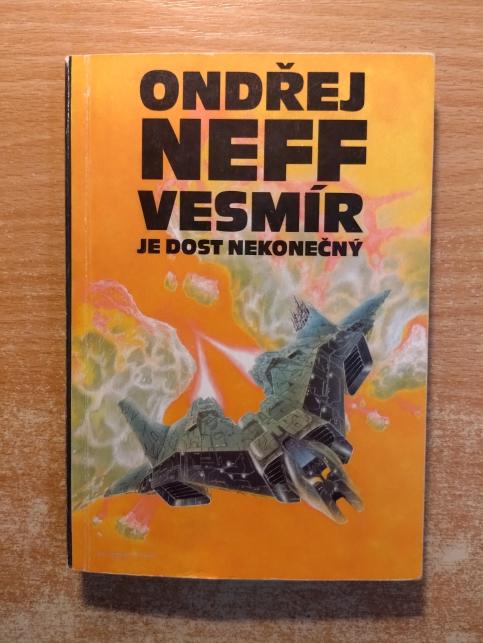 ONDŘEJ
NEFF
VESMÍR
JE DOST NEKONEČNÝ